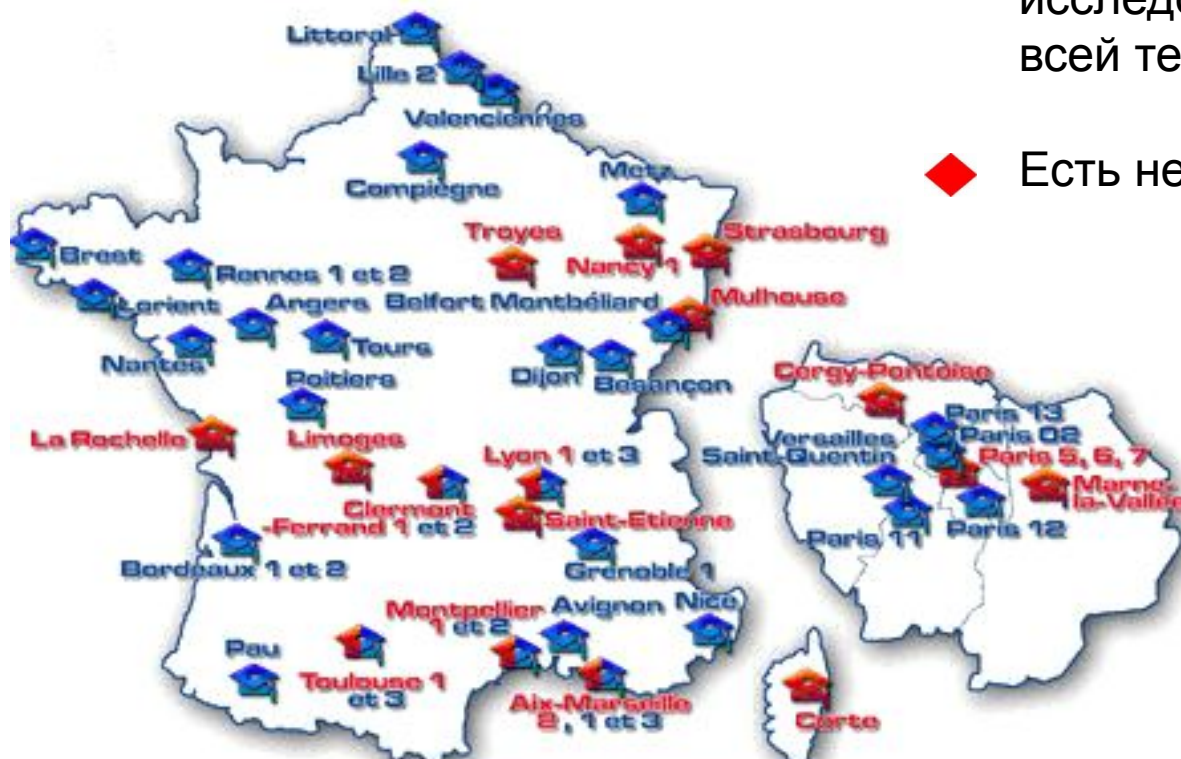 исследо
всей те
Есть не
Littoral
Lille 2
Valenciennes
Compiègne
Metz
Troyes
Nancy 1
Strasbourg
Brest
Rennes 1 et 2
Lorient
Angers
Belfort Montbéliard
Mulhouse
Nantes
Tours
Dijon
Besançon
Poitiers
La Rochelle
Limoges
Lyon 1 et 3
Clermont
-Ferrand 1 et 2
Saint-Etienne
Bordeaux 1 et 2
Grenoble 1
Montpellier
1 et 2
Avignon
Nice
Pau
Toulouse 1
et 3
Aix-Marseille
2 , 1 et 3
Corte
Cergy-Pontoise
Paris 13
Versailles
Paris 02
Saint-Quentin
Paris 5, 6, 7
Marne-
la-Vallée
Paris 11
Paris 12